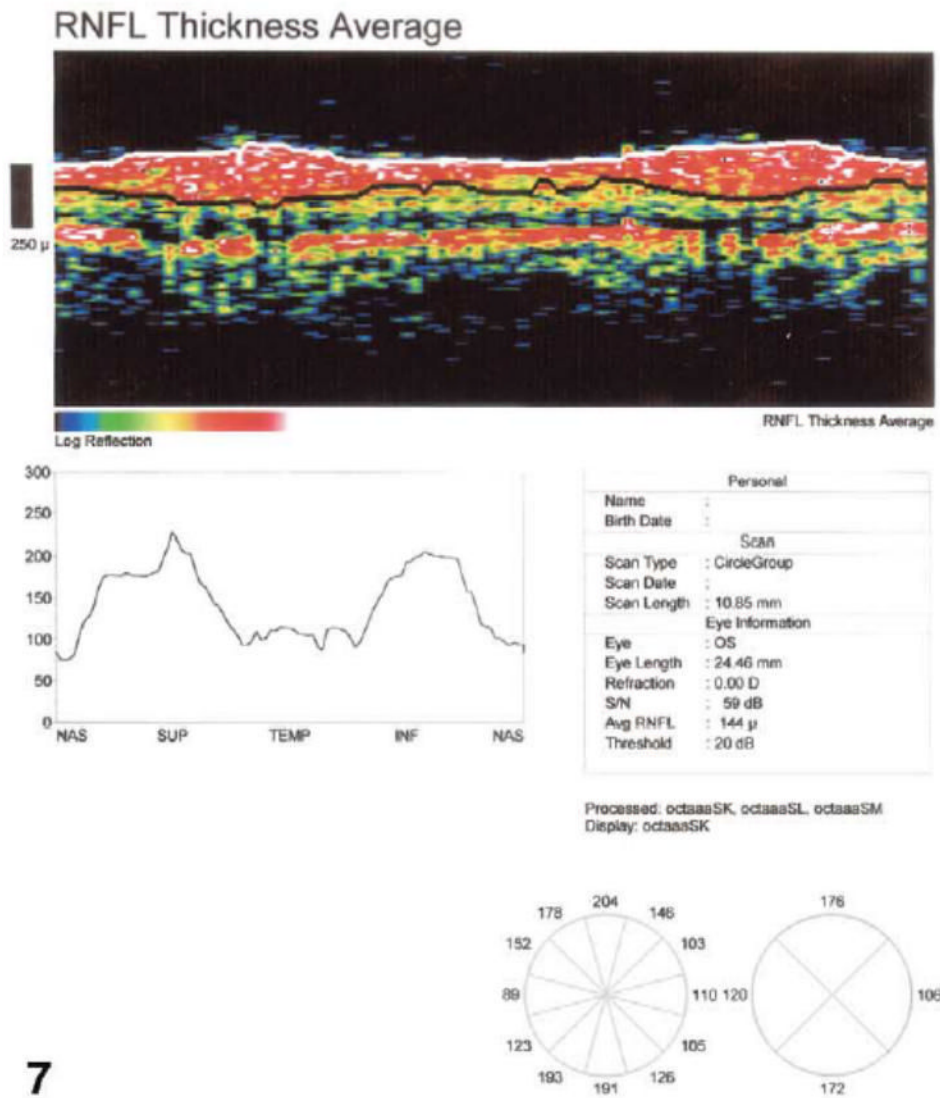 RNFL Thickness Average
250 µ
Log Reflection
RNFL Thickness Average
300
250
200
150
100
50
0
NAS SUP TEMP INF NAS
Personal
Name :
Birth Date :
Scan
Scan Type : CircleGroup
Scan Date :
Scan Length : 10.85 mm
Eye Information
Eye : OS
Eye Length : 24.46 mm
Refraction : 0.00 D
S/N : 59 dB
Avg RNFL : 144 µ
Threshold : 20 dB
Processed: octaaaSK, octaaaSL, octaaaSM
Display: octaaaSK
204
178 146
152 103
89 110
123 105
193 126
191
176
120 106
172
7